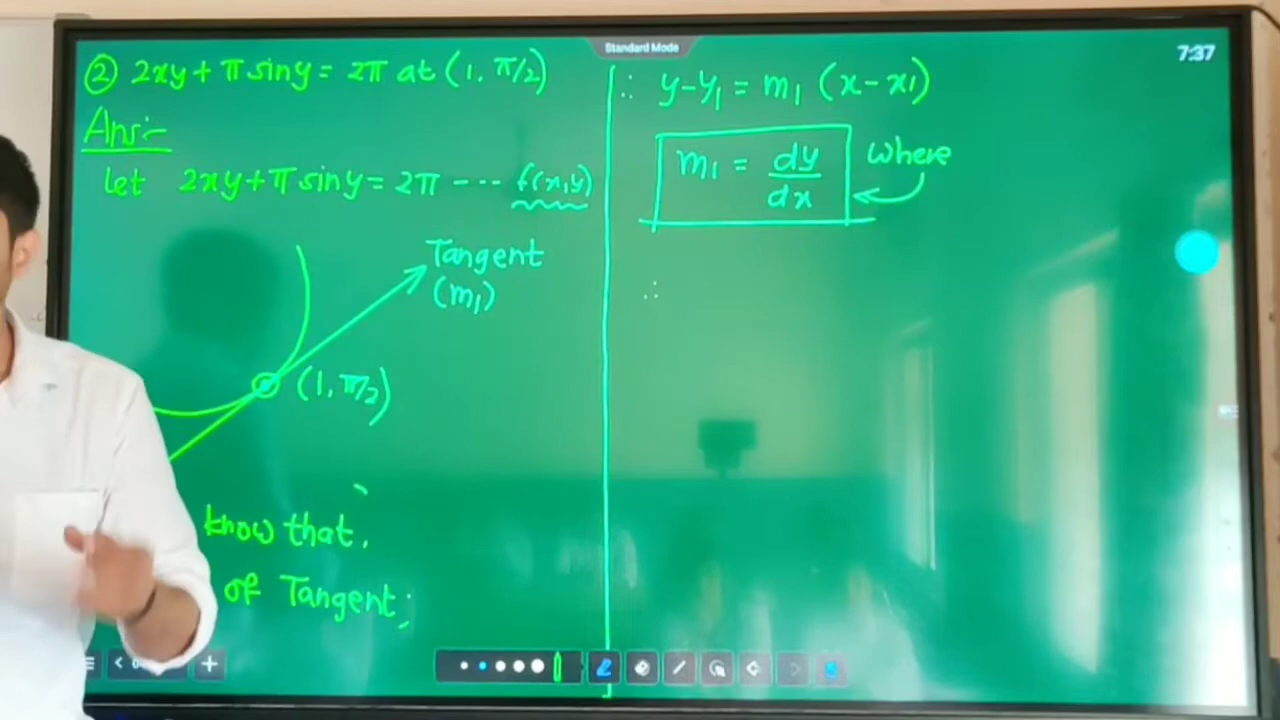 Standard Mode
7:37
② 2xy + π sin y = 2π at (1, π/2)
Ans:-
Let 2xy + π sin y = 2π ---- f(x,y)
Tangent
(m₁)
(1, π/2)
know that,
of Tangent;
∴ y-y₁ = m₁ (x-x₁)
m₁ = dy/dx where
∴